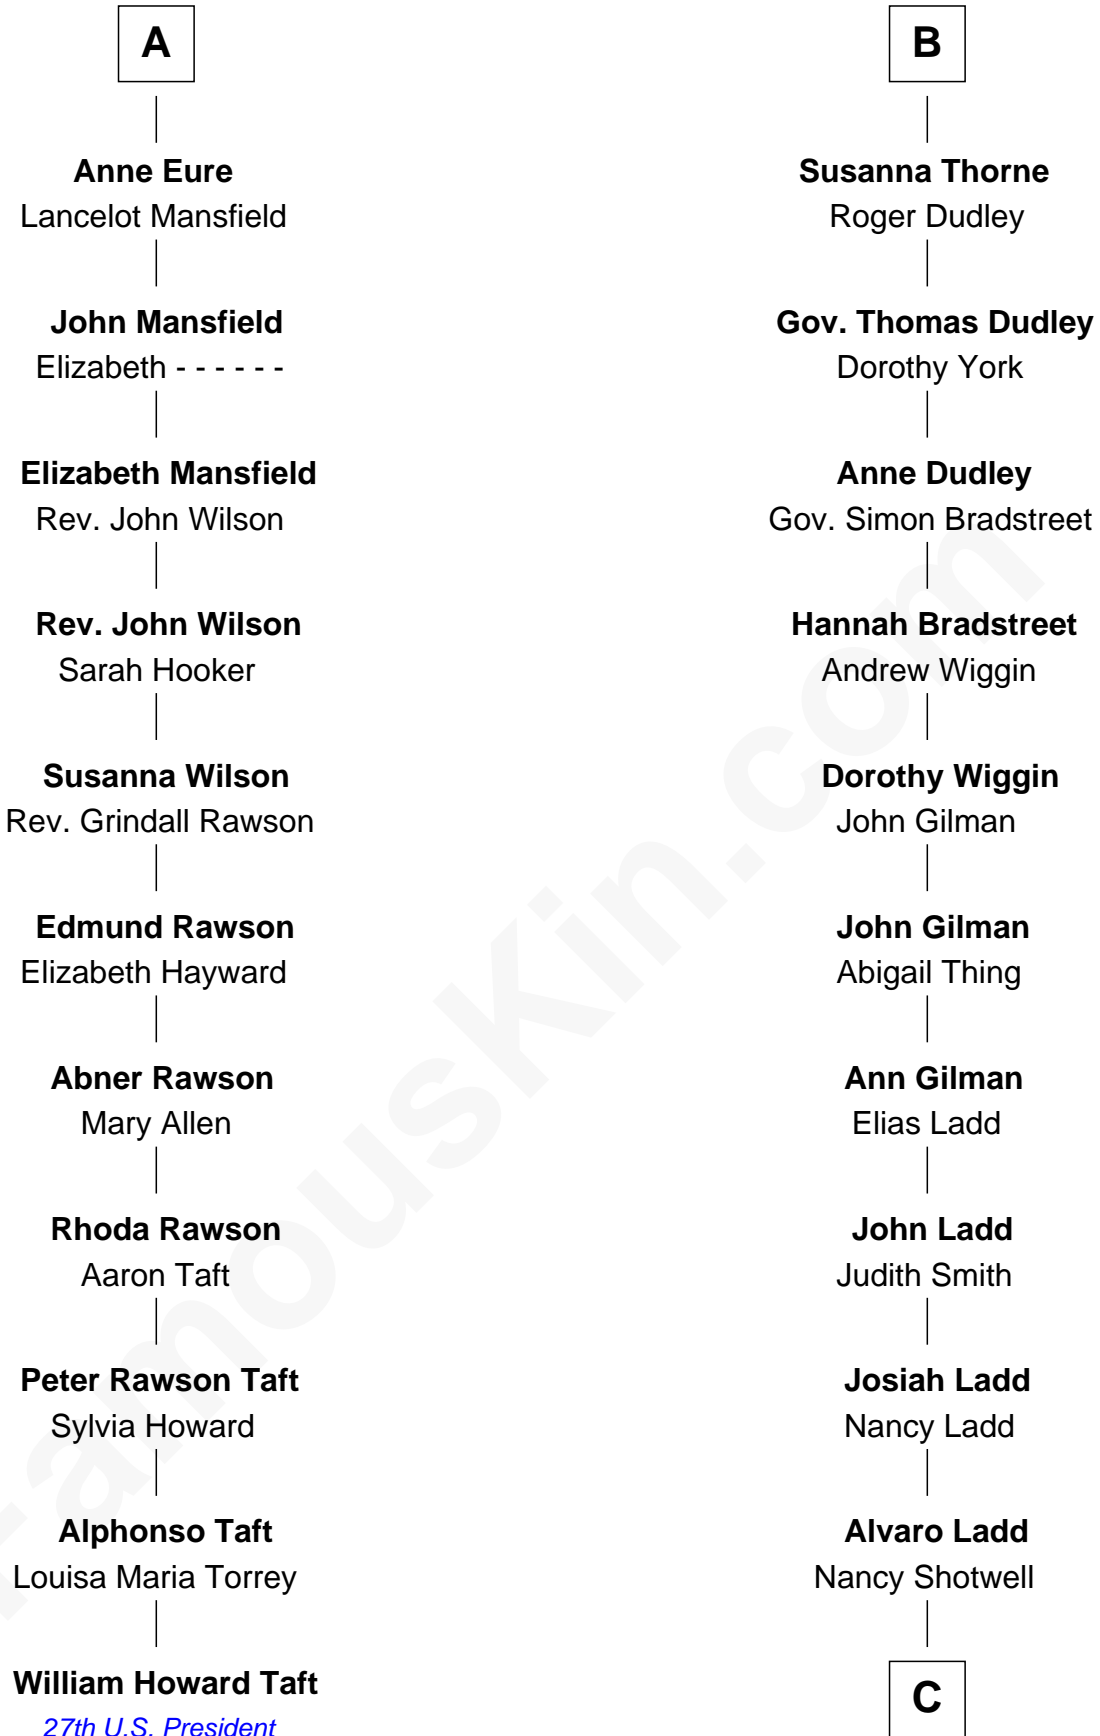 A
Anne Eure
Lancelot Mansfield
John Mansfield
Elizabeth - - - - - -
Elizabeth Mansfield
Rev. John Wilson
Rev. John Wilson
Sarah Hooker
Susanna Wilson
Rev. Grindall Rawson
Edmund Rawson
Elizabeth Hayward
Abner Rawson
Mary Allen
Rhoda Rawson
Aaron Taft
Peter Rawson Taft
Sylvia Howard
Alphonso Taft
Louisa Maria Torrey
William Howard Taft
27th U.S. President
B
Susanna Thorne
Roger Dudley
Gov. Thomas Dudley
Dorothy York
Anne Dudley
Gov. Simon Bradstreet
Hannah Bradstreet
Andrew Wiggin
Dorothy Wiggin
John Gilman
John Gilman
Abigail Thing
Ann Gilman
Elias Ladd
John Ladd
Judith Smith
Josiah Ladd
Nancy Ladd
Alvaro Ladd
Nancy Shotwell
C
FamousKin.com